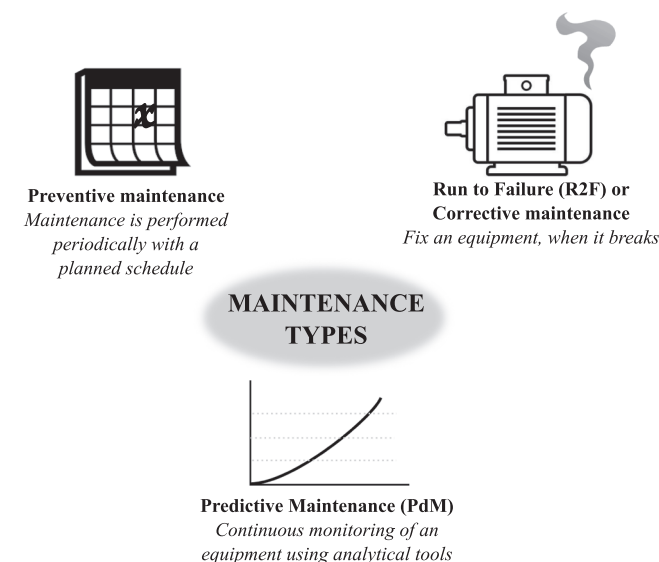 x
Preventive maintenance
Maintenance is performed
periodically with a
planned schedule
Run to Failure (R2F) or
Corrective maintenance
Fix an equipment, when it breaks
MAINTENANCE
TYPES
Predictive Maintenance (PdM)
Continuous monitoring of an
equipment using analytical tools